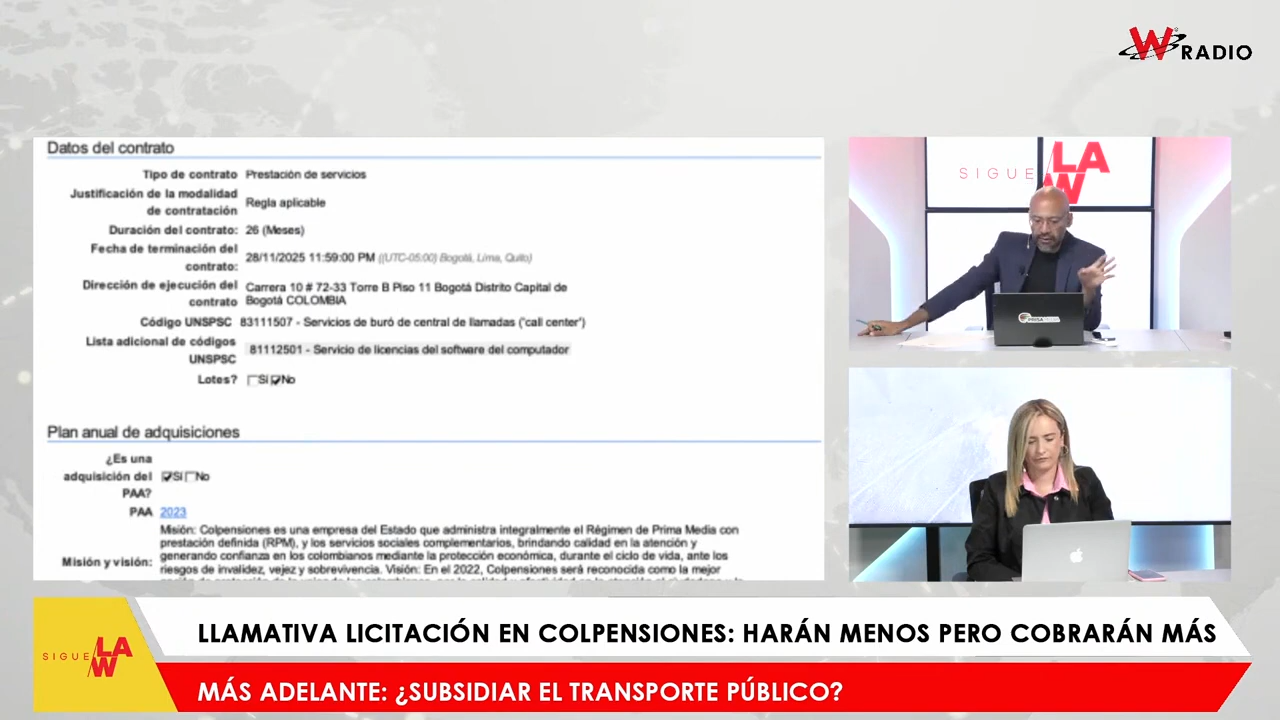 W RADIO
Datos del contrato
Tipo de contrato Prestación de servicios
Justificación de la modalidad
de contratación Regla aplicable
Duración del contrato: 26 (Meses)
Fecha de terminación del
contrato: 28/11/2025 11:59:00 PM ((UTC-05:00) Bogotá, Lima, Quito)
Dirección de ejecución del
contrato Carrera 10 # 72-33 Torre B Piso 11 Bogotá Distrito Capital de
Bogotá COLOMBIA
Código UNSPSC 83111507 - Servicios de buró de central de llamadas ("call center")
Lista adicional de códigos
UNSPSC 81112501 - Servicio de licencias del software del computador
Lotes? Sí No
Plan anual de adquisiciones
¿Es una
adquisición del
PAA? Sí No
PAA 2023
Misión y visión: Misión: Colpensiones es una empresa del Estado que administra integralmente el Régimen de Prima Media con
prestación definida (RPM), y los servicios sociales complementarios, brindando calidad en la atención y
generando confianza en los colombianos mediante la protección económica, durante el ciclo de vida, ante los
riesgos de invalidez, vejez y sobrevivencia. Visión: En el 2022, Colpensiones será reconocida como la mejor
SIGUE LA W
SIGUE LA W
LLAMATIVA LICITACIÓN EN COLPENSIONES: HARÁN MENOS PERO COBRARÁN MÁS
MÁS ADELANTE: ¿SUBSIDIAR EL TRANSPORTE PÚBLICO?